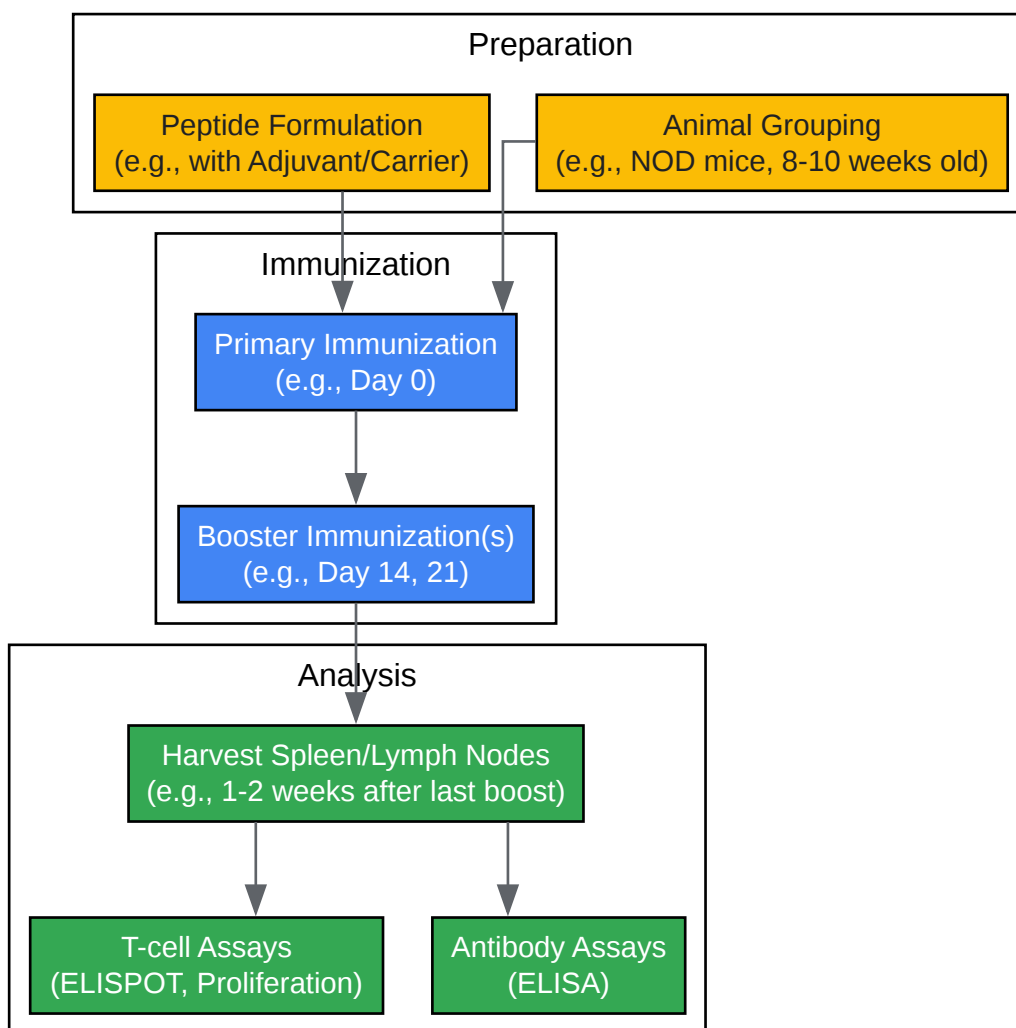 Preparation
Peptide Formulation
(e.g., with Adjuvant/Carrier)
Animal Grouping
(e.g., NOD mice, 8-10 weeks old)
Immunization
Primary Immunization
(e.g., Day 0)
Booster Immunization(s)
(e.g., Day 14, 21)
Analysis
Harvest Spleen/Lymph Nodes
(e.g., 1-2 weeks after last boost)
T-cell Assays
(ELISPOT, Proliferation)
Antibody Assays
(ELISA)